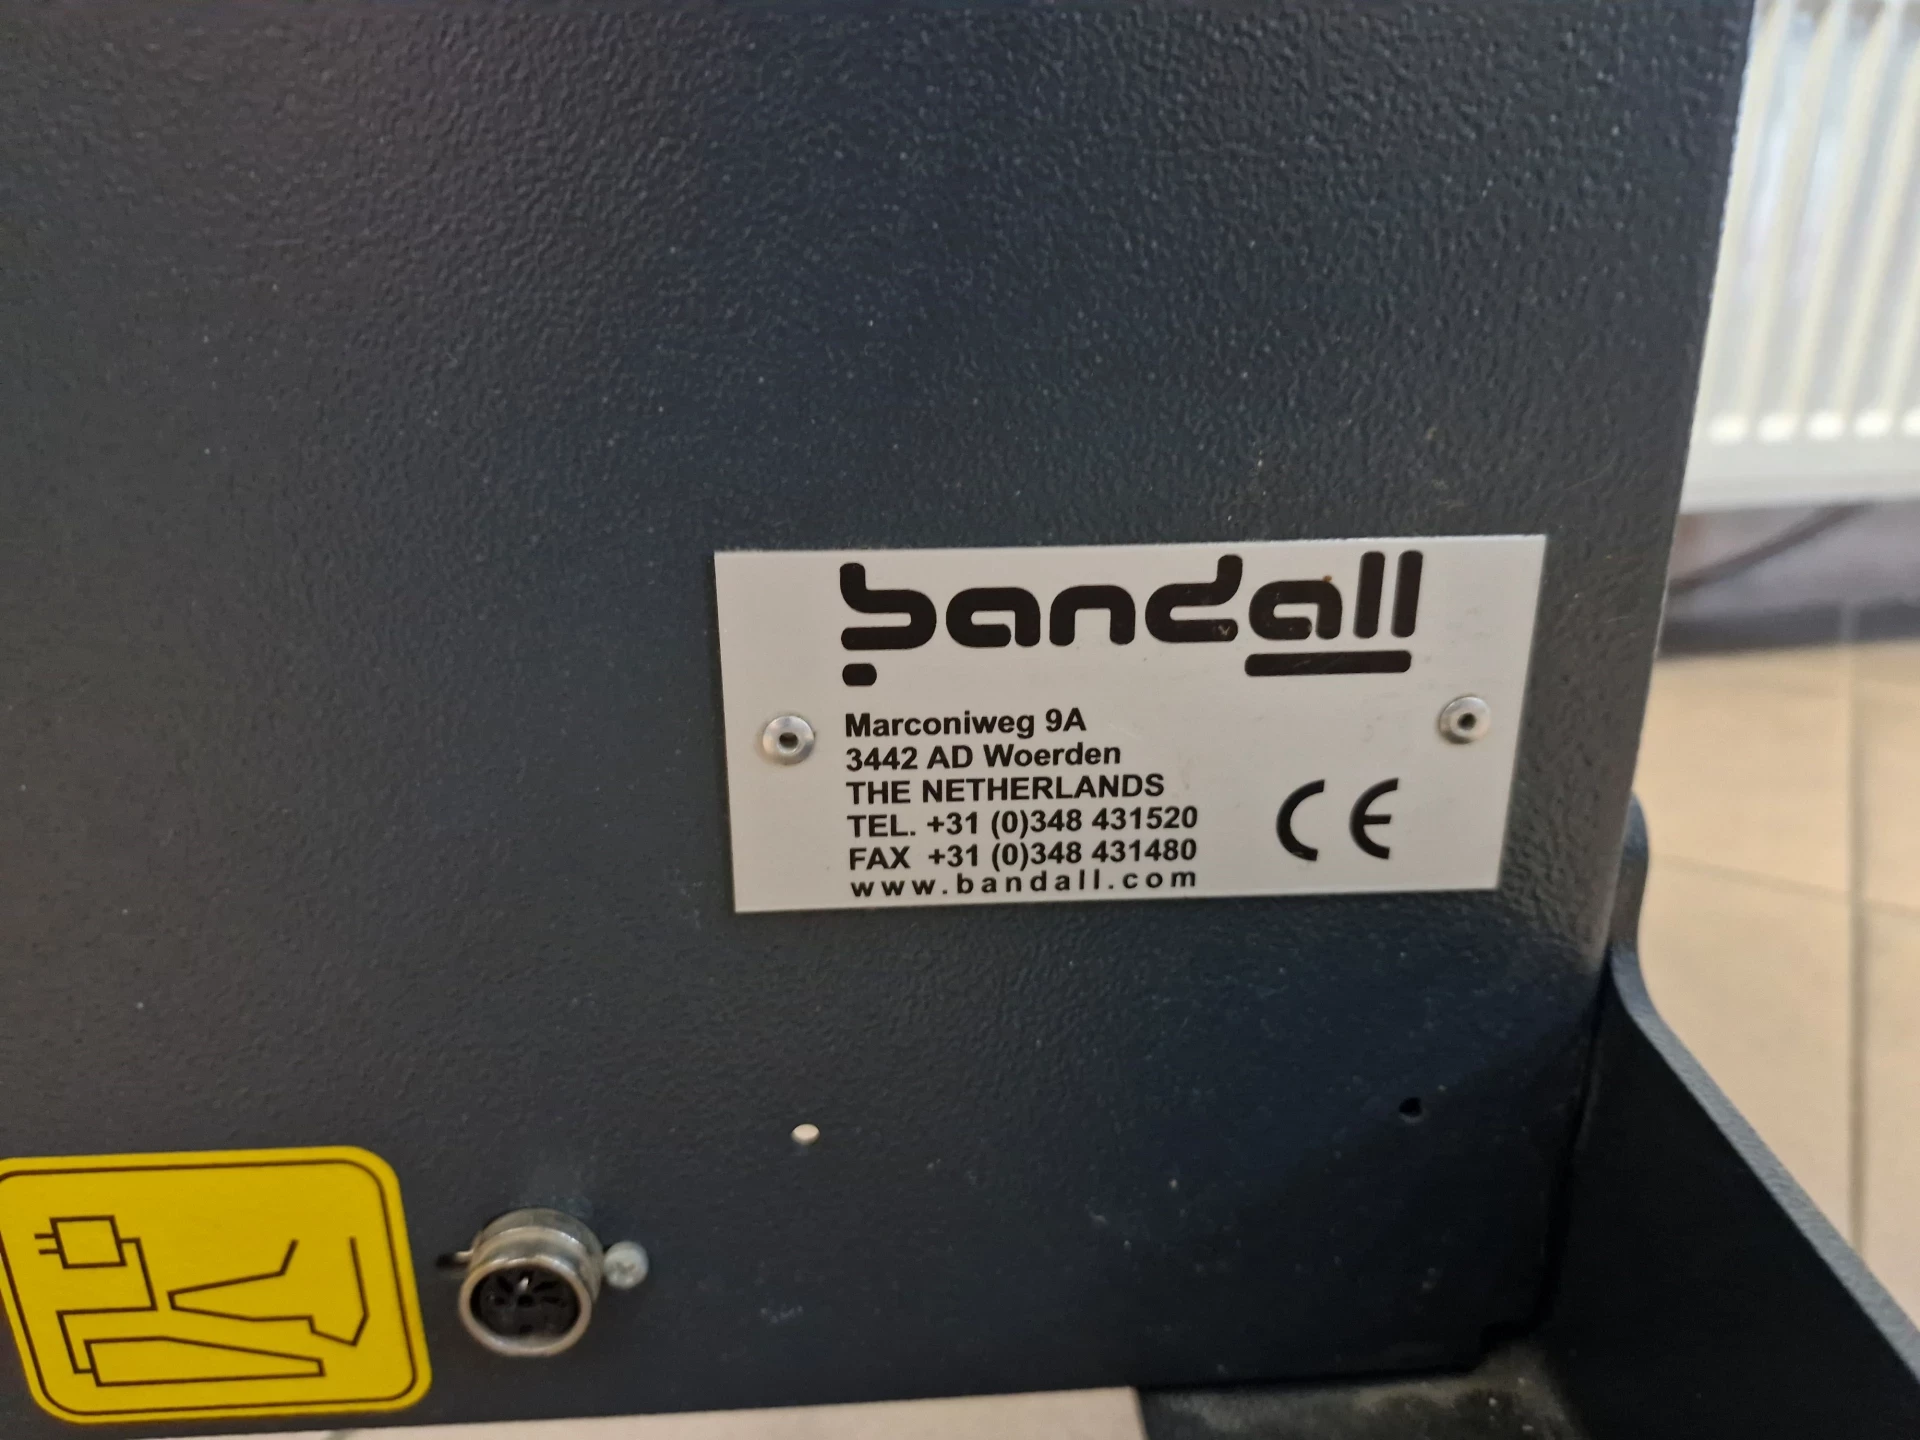 bandall
Marconiweg 9A
3442 AD Woerden
THE NETHERLANDS
TEL. +31 (0)348 431520
FAX +31 (0)348 431480
www.bandall.com
CE